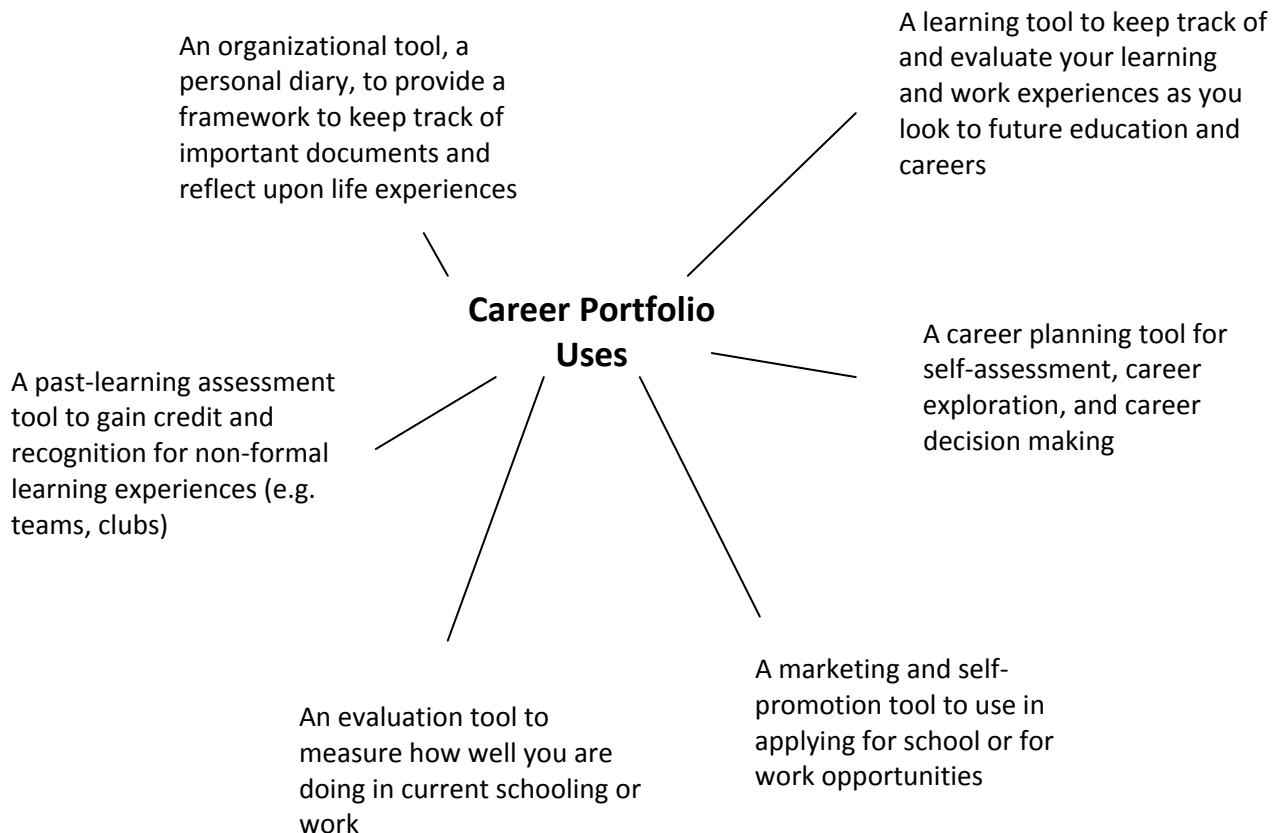 An organizational tool, a
personal diary, to provide a
framework to keep track of
important documents and
reflect upon life experiences
A learning tool to keep track of
and evaluate your learning
and work experiences as you
look to future education and
careers
Career Portfolio
Uses
A career planning tool for
self-assessment, career
exploration, and career
decision making
A past-learning assessment
tool to gain credit and
recognition for non-formal
learning experiences (e.g.
teams, clubs)
An evaluation tool to
measure how well you are
doing in current schooling or
work
A marketing and self-
promotion tool to use in
applying for school or for
work opportunities